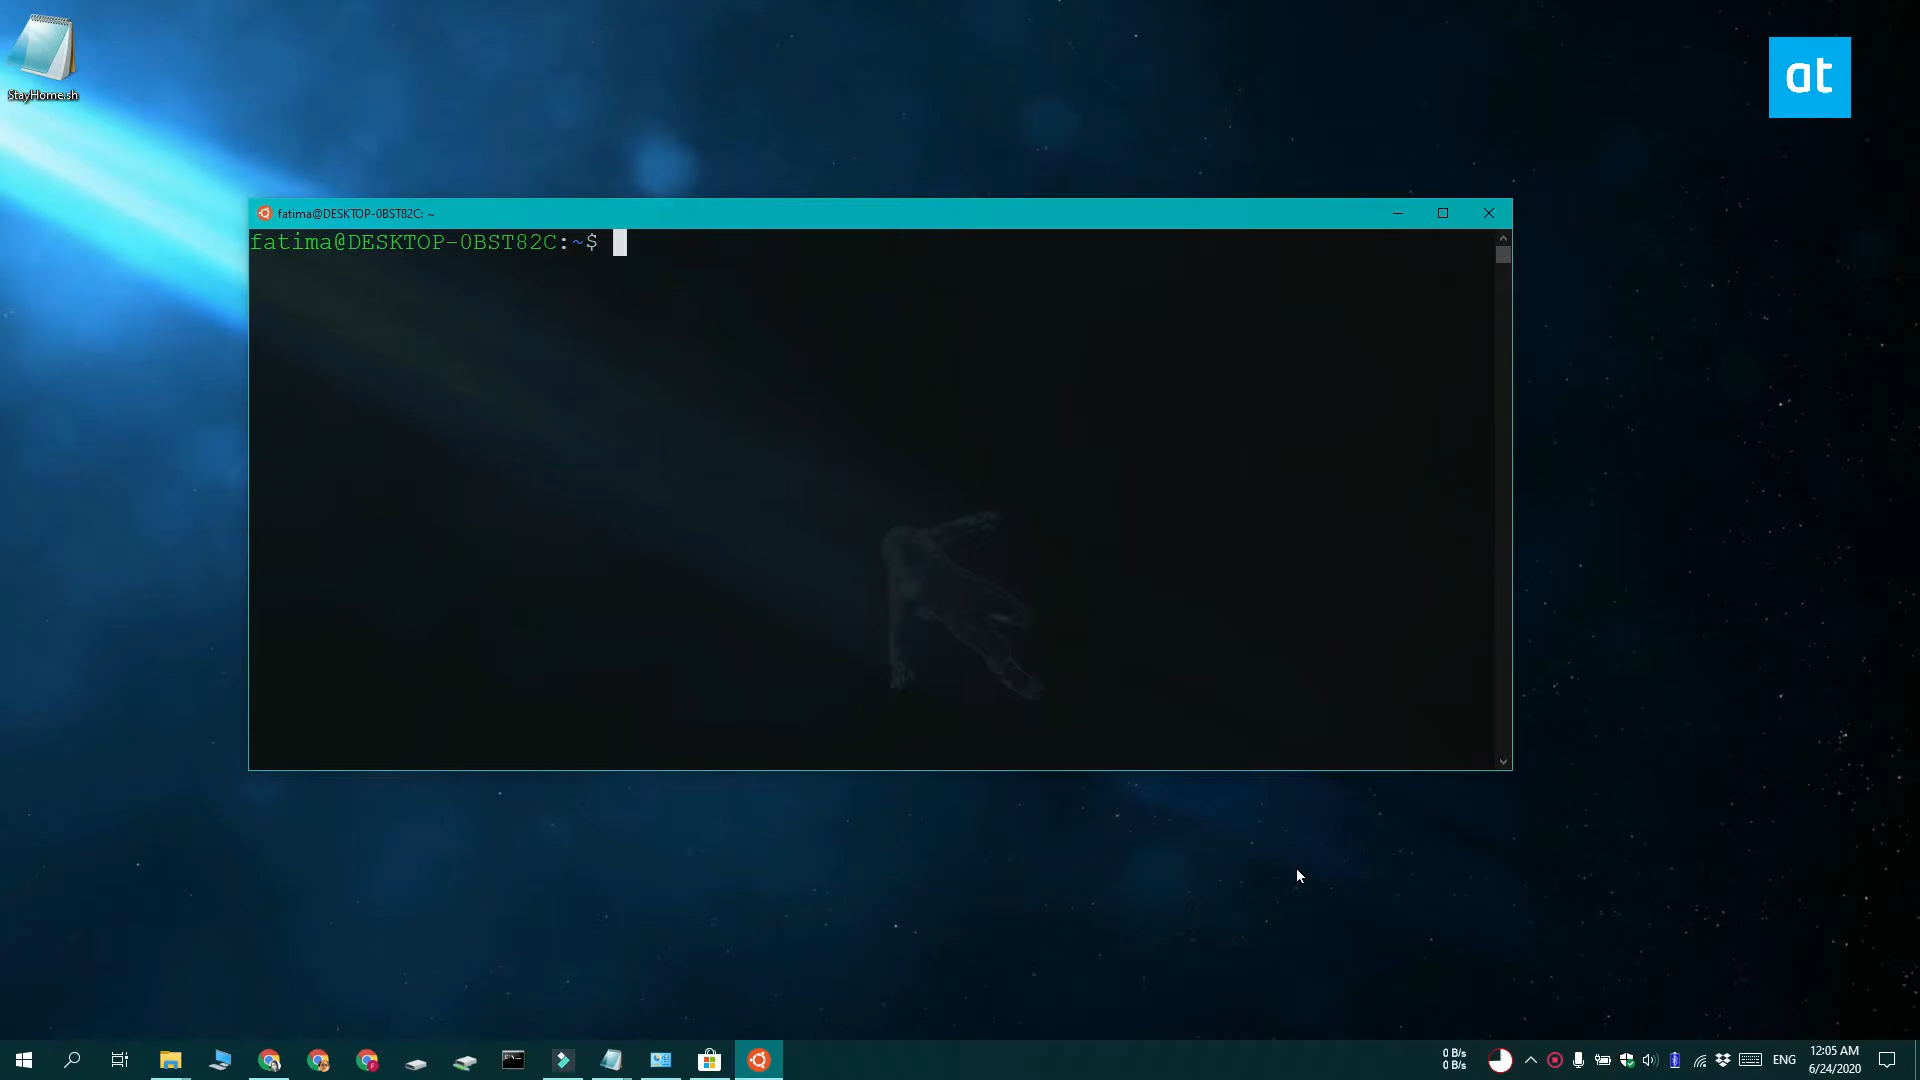 StayHome.sh
at
fatima@DESKTOP-0BST82C: ~
fatima@DESKTOP-0BST82C:~$
0 B/s
0 B/s
ENG
12:05 AM
6/24/2020